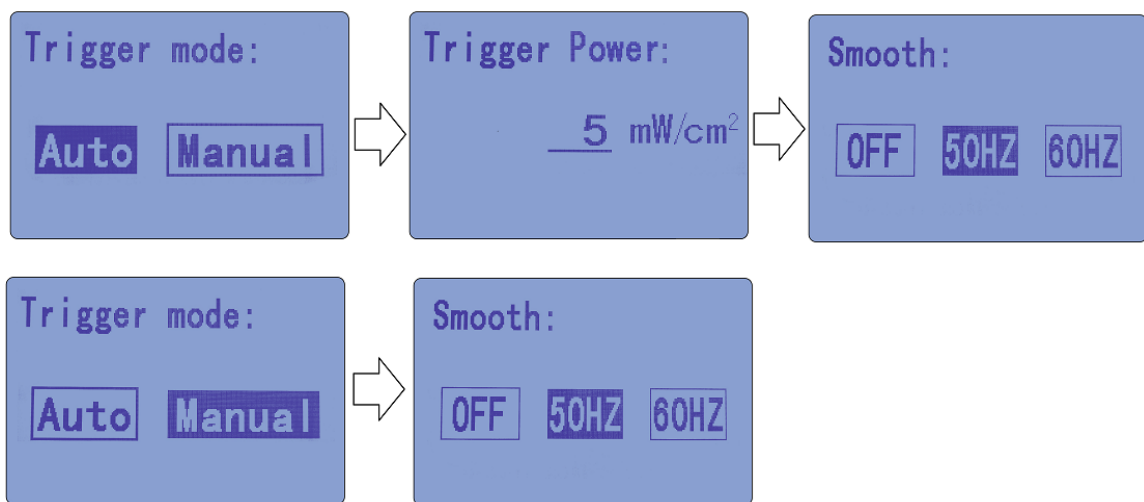 Trigger mode:
Auto Manual
Trigger Power:
5 mW/cm²
Smooth:
OFF 50HZ 60HZ
Trigger mode:
Auto Manual
Smooth:
OFF 50HZ 60HZ